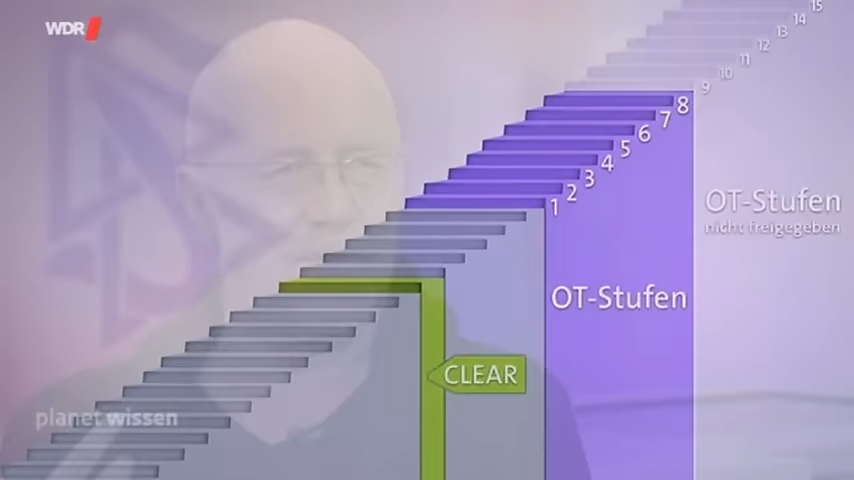 WDR
15
14
13
12
11
10
9
8
7
6
5
4
3
2
1
OT-Stufen
nicht freigegeben
OT-Stufen
CLEAR
planet wissen